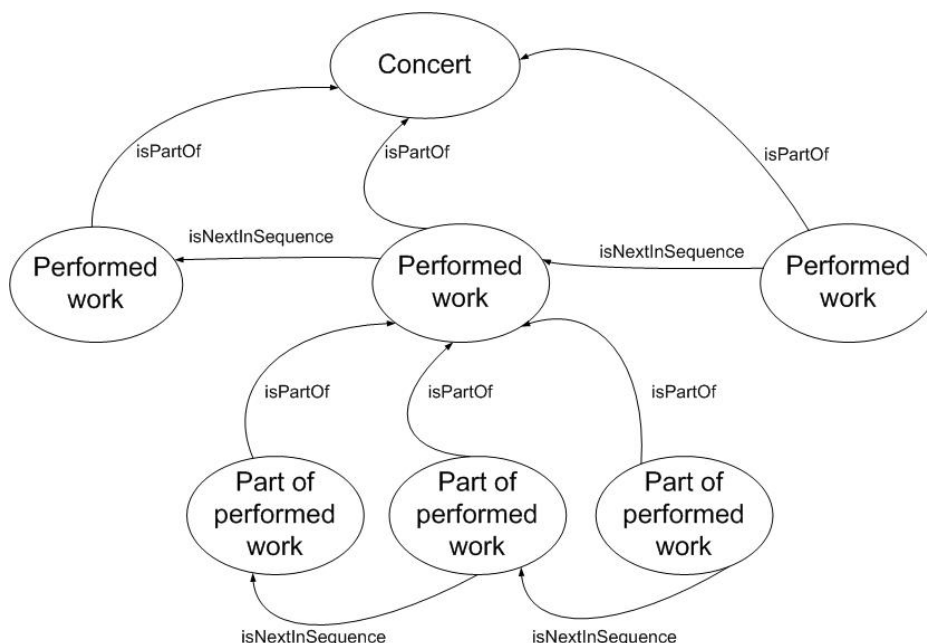 Concert
isPartOf
isPartOf
isPartOf
isNextInSequence
isNextInSequence
Performed
work
Performed
work
Performed
work
isPartOf
isPartOf
isPartOf
Part of
performed
work
Part of
performed
work
Part of
performed
work
isNextInSequence
isNextInSequence